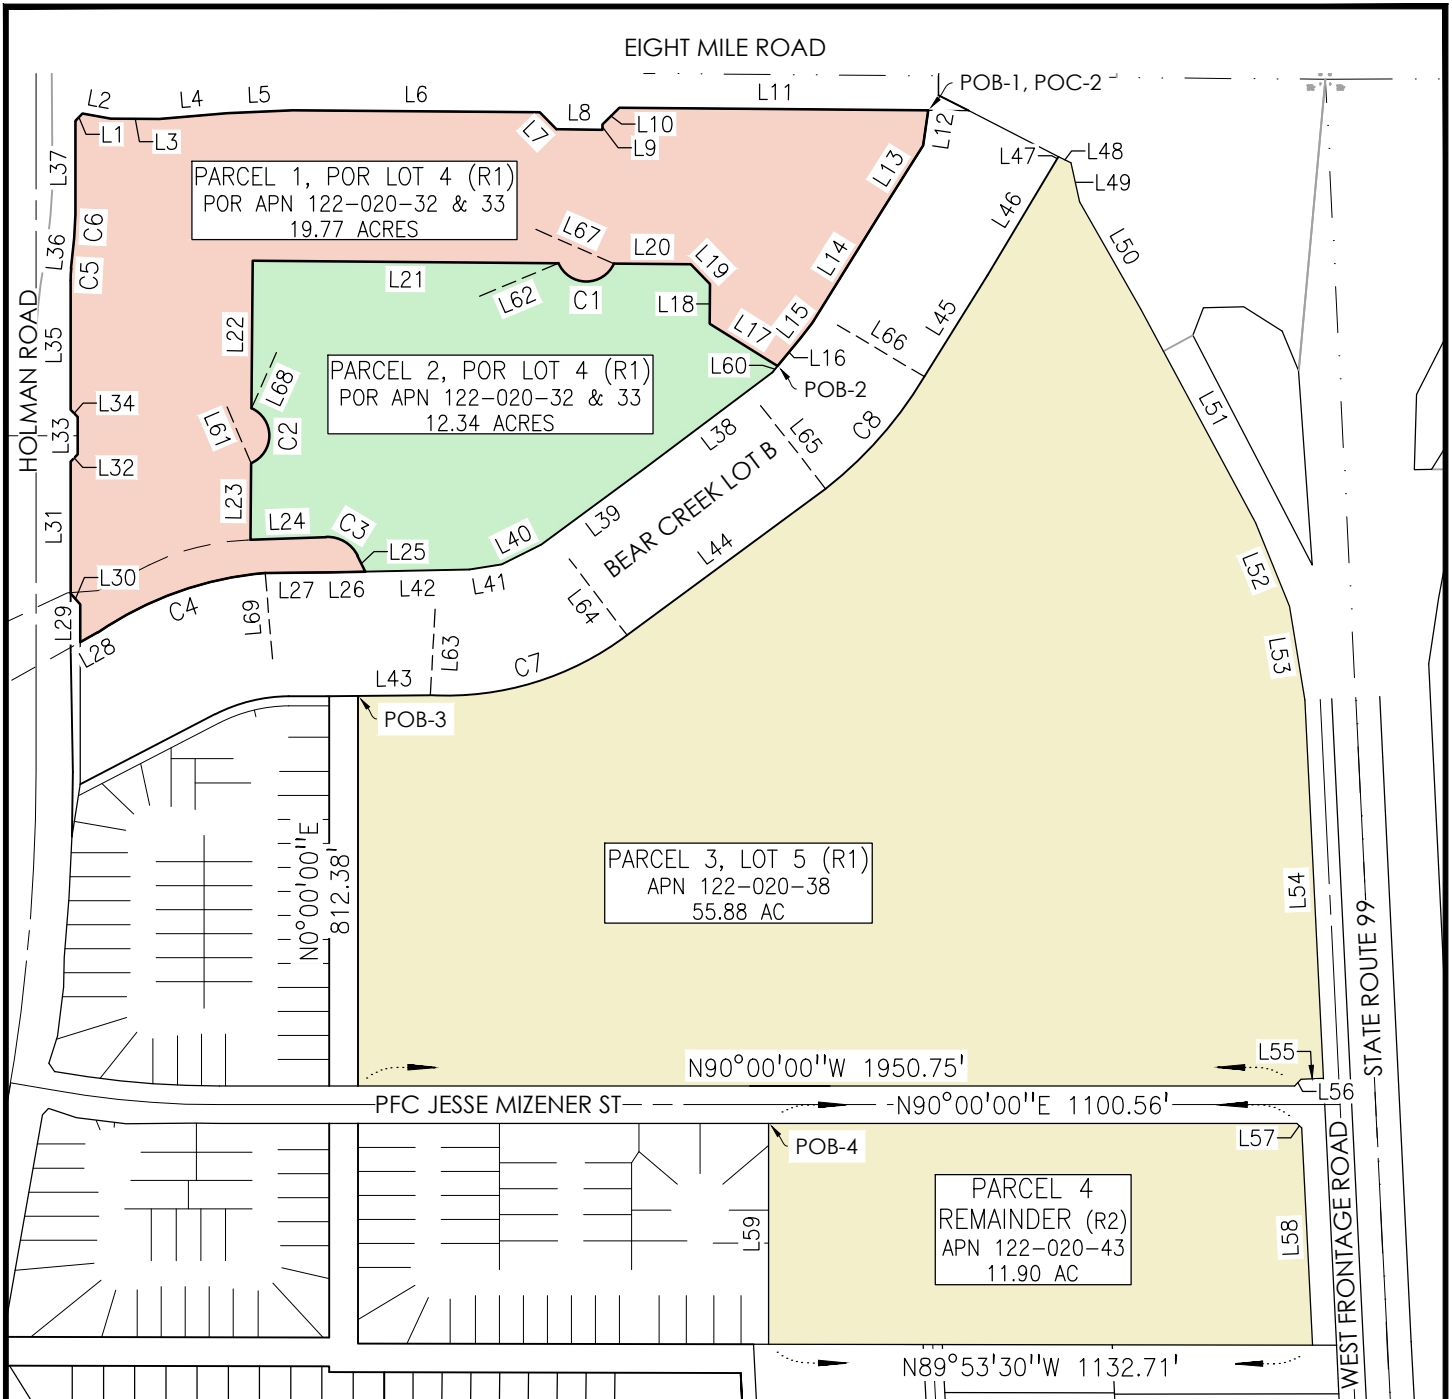 EIGHT MILE ROAD
POB-1, POC-2
L2
L4
L5
L6
L8
L11
L1
L3
L7
L10
L9
L12
L47
L48
L49
L37
PARCEL 1, POR LOT 4 (R1)
POR APN 122-020-32 & 33
19.77 ACRES
L13
L46
L50
C6
L36
C5
L67
L20
L19
L14
L21
L62
C1
L18
L17
L15
L45
L66
HOLMAN ROAD
L35
L22
L68
PARCEL 2, POR LOT 4 (R1)
POR APN 122-020-32 & 33
12.34 ACRES
L60
L16
POB-2
L34
L33
L61
C2
L32
L38
L65
C8
L51
BEAR CREEK LOT B
L31
L23
L24
C3
L25
L40
L39
L44
L30
L27
L26
L42
L41
L64
L52
L29
C4
L28
L69
L63
C7
L53
L43
POB-3
N0°00'00"E
812.38'
PARCEL 3, LOT 5 (R1)
APN 122-020-38
55.88 AC
L54
STATE ROUTE 99
N90°00'00"W 1950.75'
L55
L56
PFC JESSE MIZENER ST
N90°00'00"E 1100.56'
POB-4
L57
PARCEL 4
REMAINDER (R2)
APN 122-020-43
11.90 AC
L59
L58
WEST FRONTAGE ROAD
N89°53'30"W 1132.71'